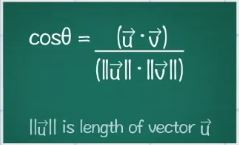 cosθ = (u⃗ · v⃗) / (‖u⃗‖ · ‖v⃗‖)
‖u⃗‖ is length of vector u⃗